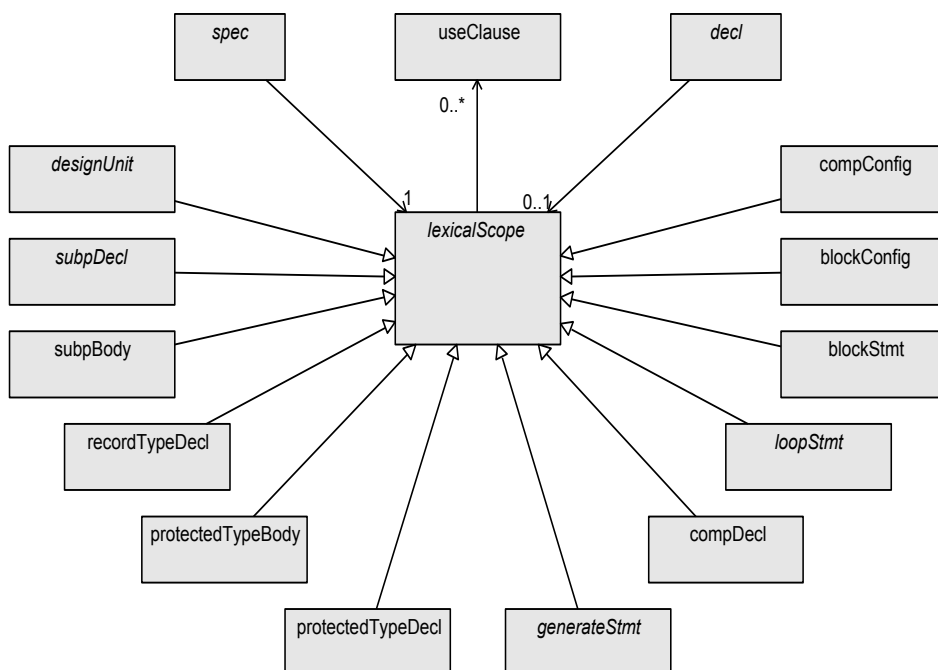 spec
useClause
decl
0..*
designUnit
compConfig
1
0..1
lexicalScope
subpDecl
blockConfig
subpBody
blockStmt
recordTypeDecl
loopStmt
protectedTypeBody
compDecl
protectedTypeDecl
generateStmt